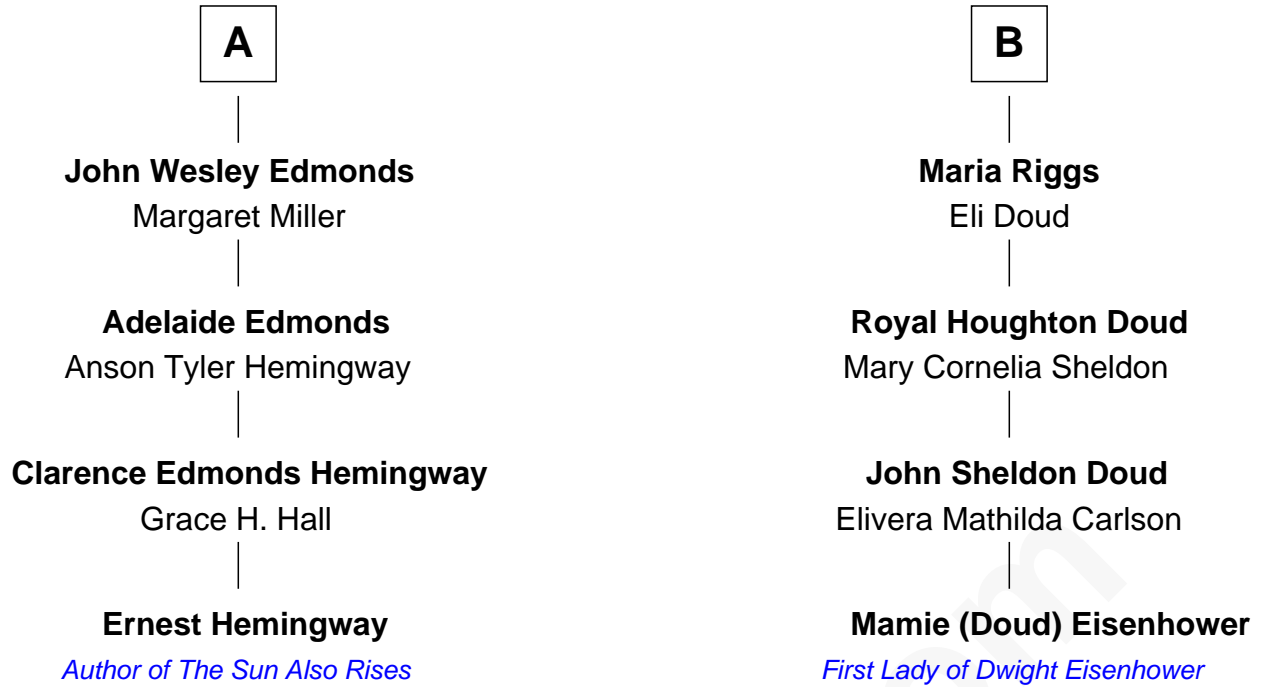 A
John Wesley Edmonds
Margaret Miller
Adelaide Edmonds
Anson Tyler Hemingway
Clarence Edmonds Hemingway
Grace H. Hall
Ernest Hemingway
Author of The Sun Also Rises
B
Maria Riggs
Eli Doud
Royal Houghton Doud
Mary Cornelia Sheldon
John Sheldon Doud
Elivera Mathilda Carlson
Mamie (Doud) Eisenhower
First Lady of Dwight Eisenhower